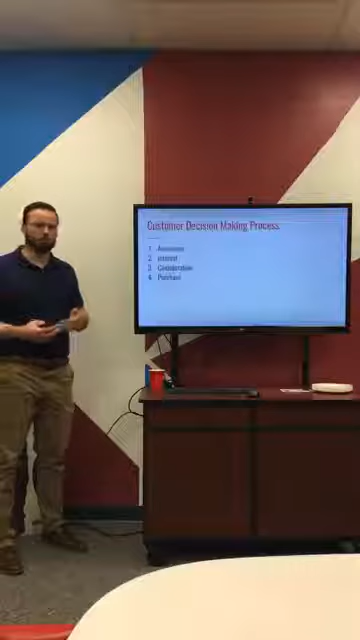 Customer Decision Making Process
1. Awareness
2. Interest
3. Consideration
4. Purchase